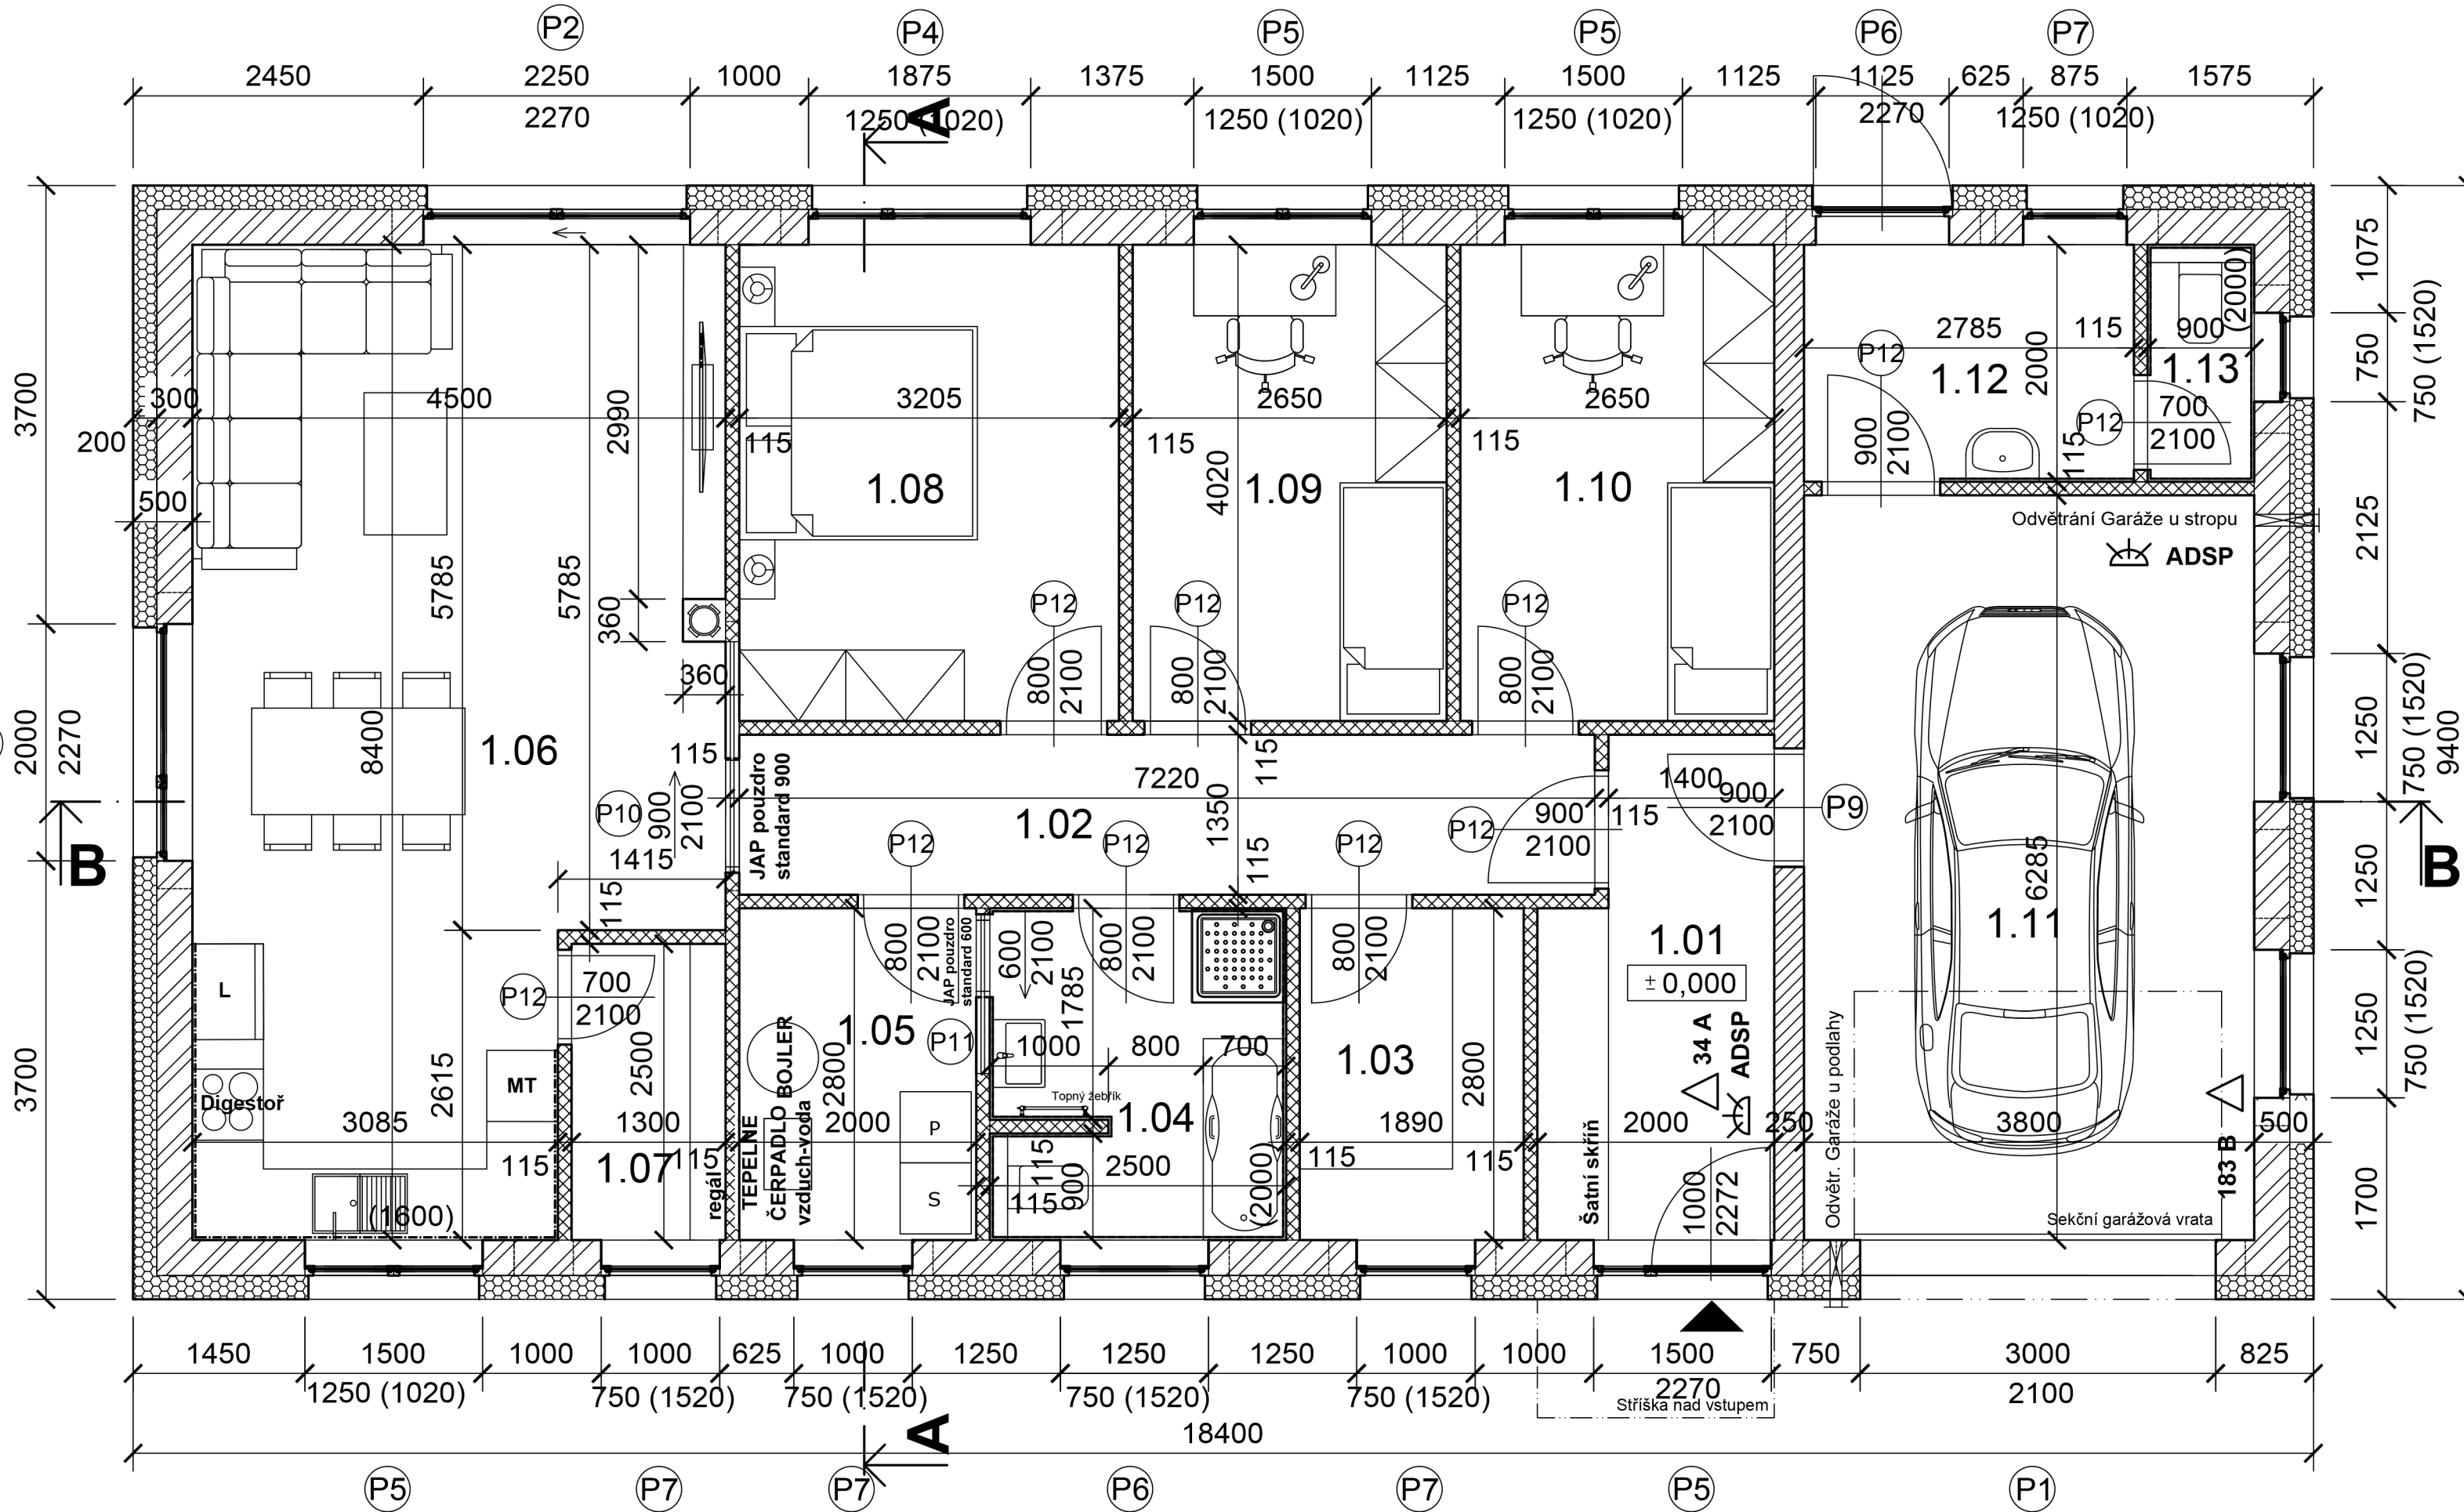 P2
P4
P5
P5
P6
P7
2450
2250
1000
1875
1375
1500
1125
1500
1125
1125
625
875
1575
2270
1250 (1020)
A
1250 (1020)
1250 (1020)
2270
1250 (1020)
3700
2000
2270
3700
200
300
4500
2990
115
3205
115
2650
115
2650
500
1.08
4020
1.09
1.10
2785
115
900
(2000)
P12
1.12
2000
1.13
900
2100
P12
700
2100
115
1075
750
750 (1520)
2125
Odvětrání Garáže u stropu
ADSP
5785
5785
360
360
P12
800
2100
P12
800
2100
P12
800
2100
1.06
8400
115
P10
900
2100
1415
115
JAP pouzdro
standard 900
7220
115
1.02
1350
115
P12
900
2100
115
1400
900
2100
P9
1250
750 (1520)
9400
B
B
6285
1.11
1250
1250
750 (1520)
1700
P12
P12
P12
L
P12
700
2100
800
2100
JAP pouzdro
standard 600
600
2100
1785
800
2100
800
2100
1.01
± 0,000
34 A
ADSP
1.05
P11
BOJLER
2800
2500
2615
MT
Digestoř
3085
115
1300
1.07
115
regál
TEPELNÉ
ČERPADLO
vzduch-voda
2000
P
S
1000
800
700
Topný žebřík
1.04
115
900
115
2500
(2000)
1.03
2800
1890
115
115
Šatní skříň
2000
250
1000
2272
Odvětr. Garáže u podlahy
3800
500
183 B
Sekční garážová vrata
(1600)
1450
1500
1000
1000
625
1000
1250
1250
1250
1000
1000
1500
750
3000
825
1250 (1020)
750 (1520)
750 (1520)
750 (1520)
750 (1520)
2270
2100
Stříška nad vstupem
A
18400
P5
P7
P7
P6
P7
P5
P1